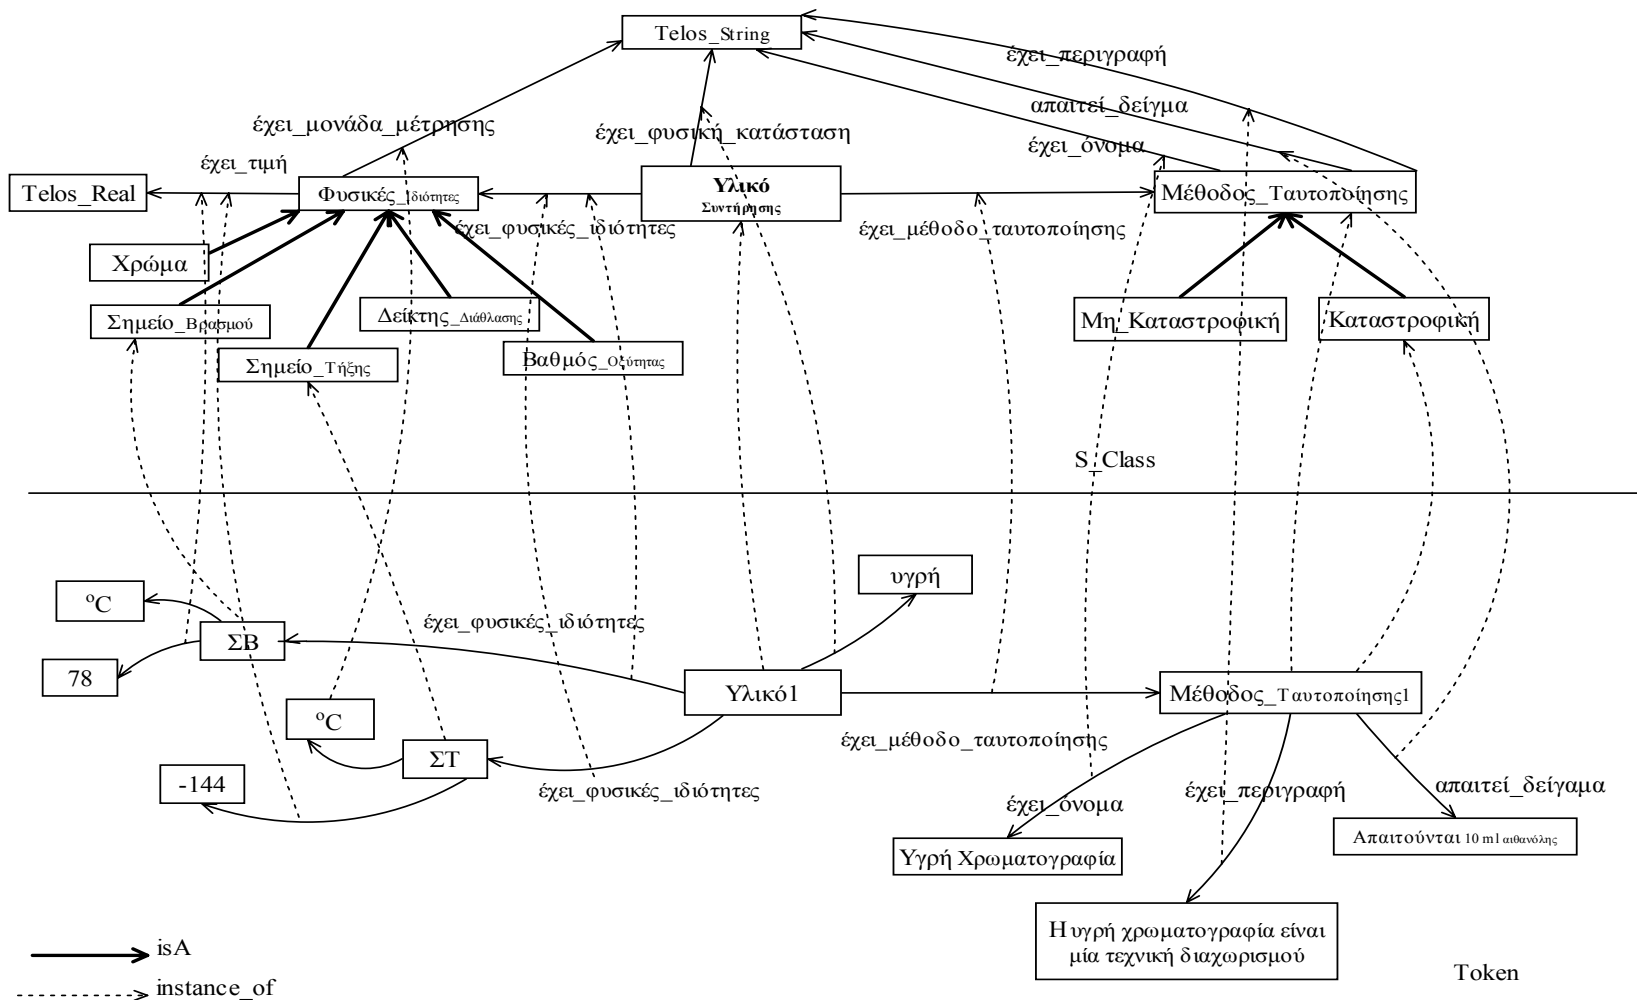 Telos_String
έχει_περιγραφή
απαιτεί_δείγμα
έχει_μονάδα_μέτρησης
έχει_φυσική_κατάσταση
έχει_όνομα
έχει_τιμή
Telos_Real
Φυσικές_Ιδιότητες
Υλικό
Συντήρησης
Μέθοδος_Ταυτοποίησης
έχει_φυσικές_ιδιότητες
έχει_μέθοδο_ταυτοποίησης
Χρώμα
Σημείο_Βρασμού
Δείκτης_Διάθλασης
Μη_Καταστροφική
Καταστροφική
Σημείο_Τήξης
Βαθμός_Οξύτητας
S_Class
υγρή
°C
έχει_φυσικές_ιδιότητες
ΣΒ
78
Υλικό1
Μέθοδος_Ταυτοποίησης1
°C
έχει_μέθοδο_ταυτοποίησης
ΣΤ
-144
έχει_φυσικές_ιδιότητες
έχει_όνομα
έχει_περιγραφή
απαιτεί_δείγαμα
Υγρή Χρωματογραφία
Απαιτούνται 10 ml αιθανόλης
Η υγρή χρωματογραφία είναι
μία τεχνική διαχωρισμού
isA
Token
instance_of